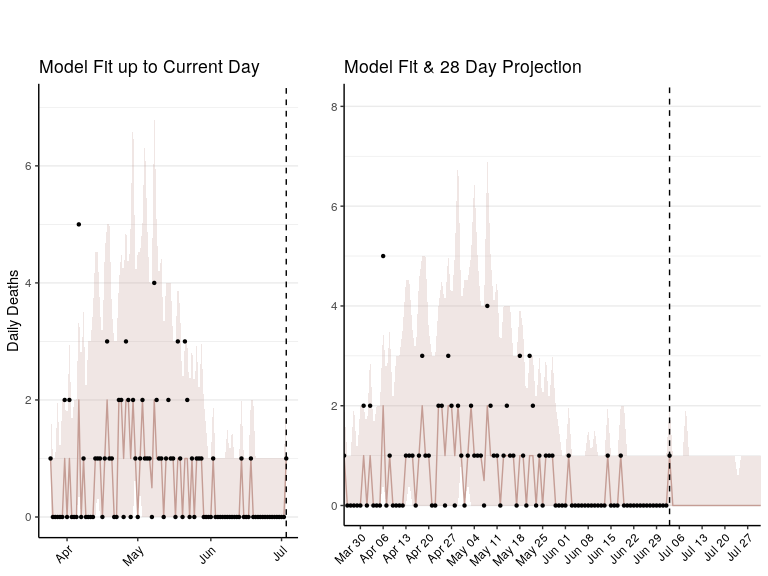 Model Fit up to Current Day
Model Fit & 28 Day Projection
Daily Deaths
6
4
2
0
Apr
May
Jun
Jul
8
6
4
2
0
Mar 30
Apr 06
Apr 13
Apr 20
Apr 27
May 04
May 11
May 18
May 25
Jun 01
Jun 08
Jun 15
Jun 22
Jun 29
Jul 06
Jul 13
Jul 20
Jul 27